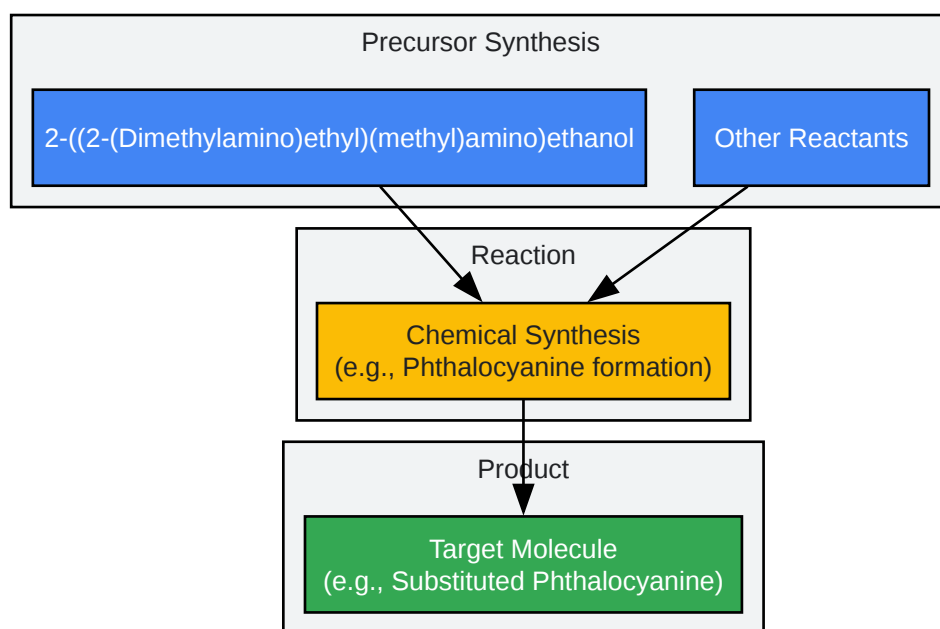 Precursor Synthesis
2-((2-(Dimethylamino)ethyl)(methyl)amino)ethanol
Other Reactants
Reaction
Chemical Synthesis
(e.g., Phthalocyanine formation)
Product
Target Molecule
(e.g., Substituted Phthalocyanine)